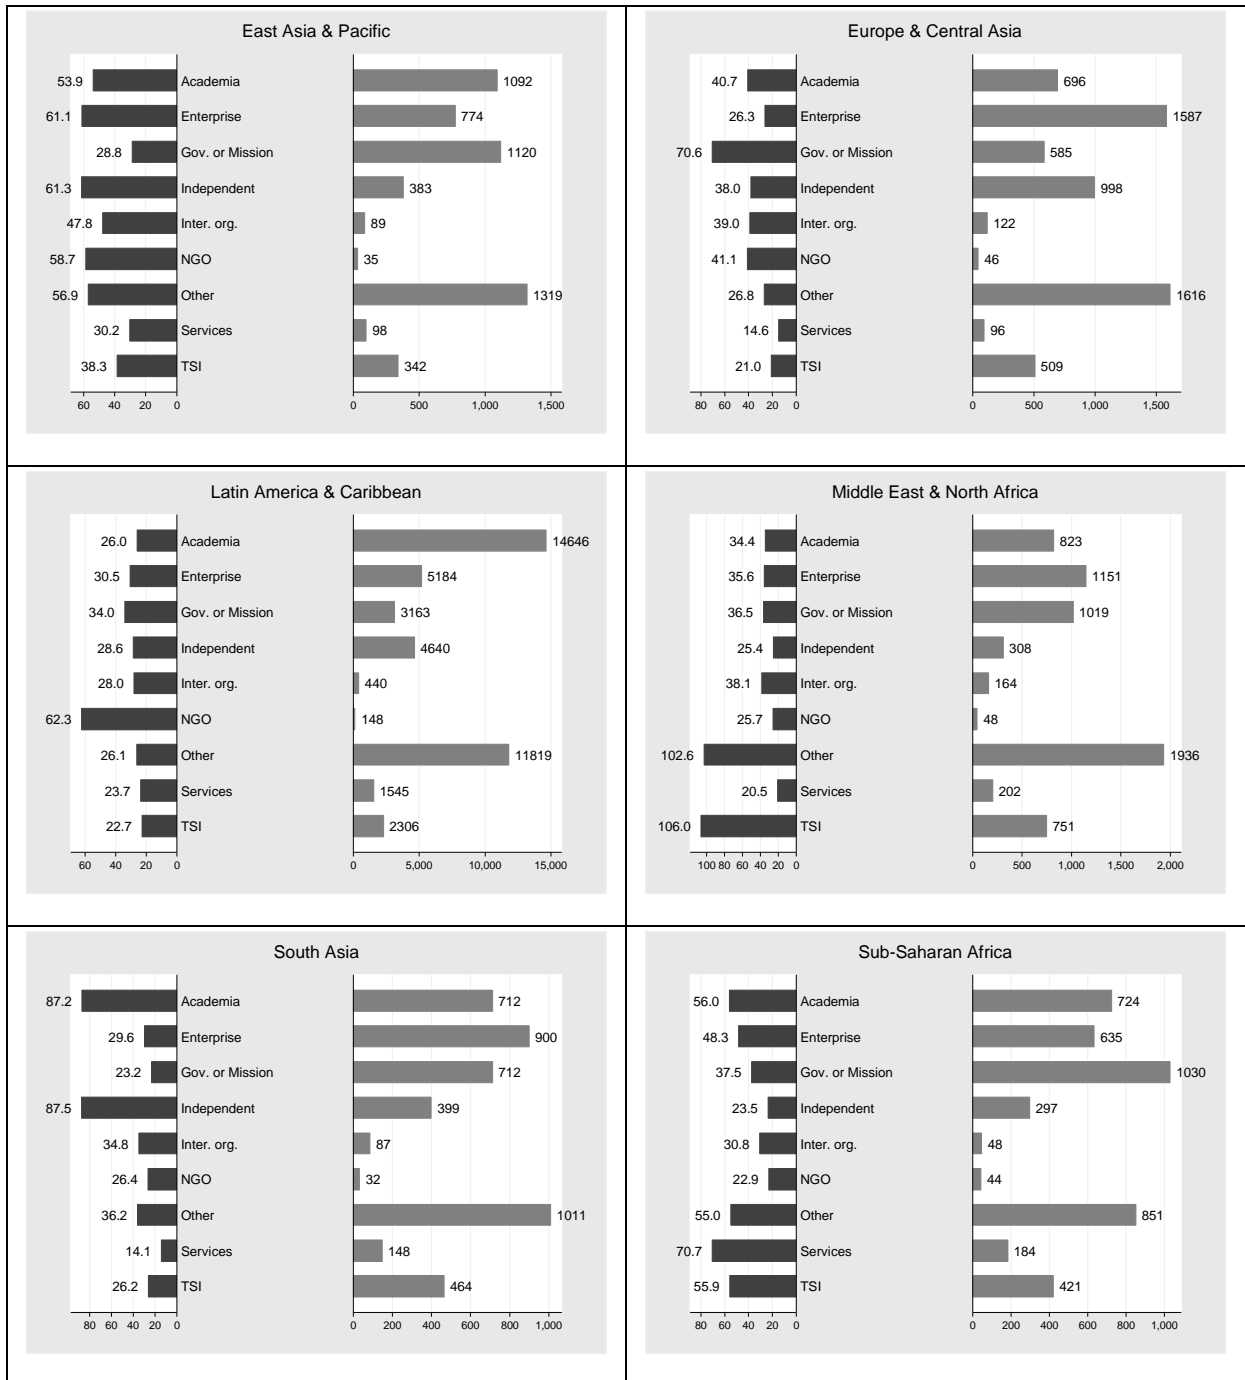 East Asia & Pacific
53.9 Academia 1092
61.1 Enterprise 774
28.8 Gov. or Mission 1120
61.3 Independent 383
47.8 Inter. org. 89
58.7 NGO 35
56.9 Other 1319
30.2 Services 98
38.3 TSI 342
60 40 20 0 0 500 1,000 1,500
Europe & Central Asia
40.7 Academia 696
26.3 Enterprise 1587
70.6 Gov. or Mission 585
38.0 Independent 998
39.0 Inter. org. 122
41.1 NGO 46
26.8 Other 1616
14.6 Services 96
21.0 TSI 509
80 60 40 20 0 0 500 1,000 1,500
Latin America & Caribbean
26.0 Academia 14646
30.5 Enterprise 5184
34.0 Gov. or Mission 3163
28.6 Independent 4640
28.0 Inter. org. 440
62.3 NGO 148
26.1 Other 11819
23.7 Services 1545
22.7 TSI 2306
60 40 20 0 0 5,000 10,000 15,000
Middle East & North Africa
34.4 Academia 823
35.6 Enterprise 1151
36.5 Gov. or Mission 1019
25.4 Independent 308
38.1 Inter. org. 164
25.7 NGO 48
102.6 Other 1936
20.5 Services 202
106.0 TSI 751
100 80 60 40 20 0 0 500 1,000 1,500 2,000
South Asia
87.2 Academia 712
29.6 Enterprise 900
23.2 Gov. or Mission 712
87.5 Independent 399
34.8 Inter. org. 87
26.4 NGO 32
36.2 Other 1011
14.1 Services 148
26.2 TSI 464
80 60 40 20 0 0 200 400 600 800 1,000
Sub-Saharan Africa
56.0 Academia 724
48.3 Enterprise 635
37.5 Gov. or Mission 1030
23.5 Independent 297
30.8 Inter. org. 48
22.9 NGO 44
55.0 Other 851
70.7 Services 184
55.9 TSI 421
80 60 40 20 0 0 200 400 600 800 1,000